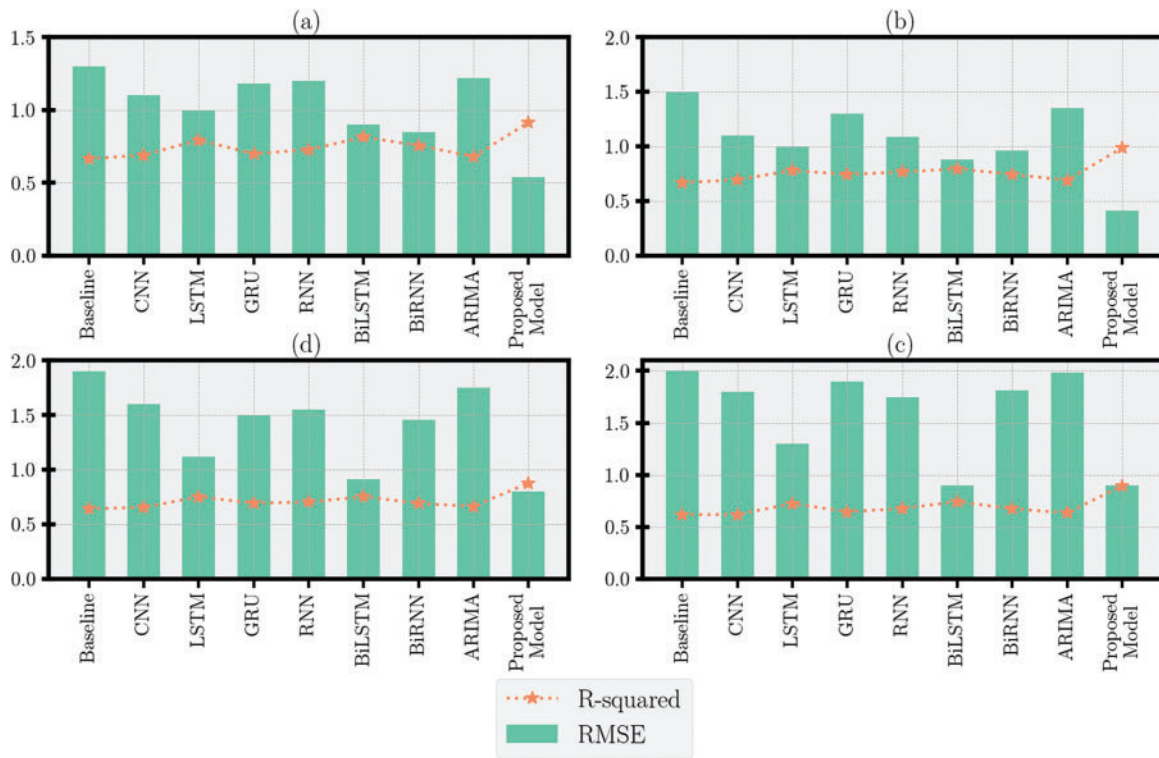 (a)
1.5
1.0
0.5
0.0
Baseline
CNN
LSTM
GRU
RNN
BiLSTM
BiRNN
ARIMA
Proposed
Model
(b)
2.0
1.5
1.0
0.5
0.0
Baseline
CNN
LSTM
GRU
RNN
BiLSTM
BiRNN
ARIMA
Proposed
Model
(d)
2.0
1.5
1.0
0.5
0.0
Baseline
CNN
LSTM
GRU
RNN
BiLSTM
BiRNN
ARIMA
Proposed
Model
(c)
2.0
1.5
1.0
0.5
0.0
Baseline
CNN
LSTM
GRU
RNN
BiLSTM
BiRNN
ARIMA
Proposed
Model
R-squared
RMSE